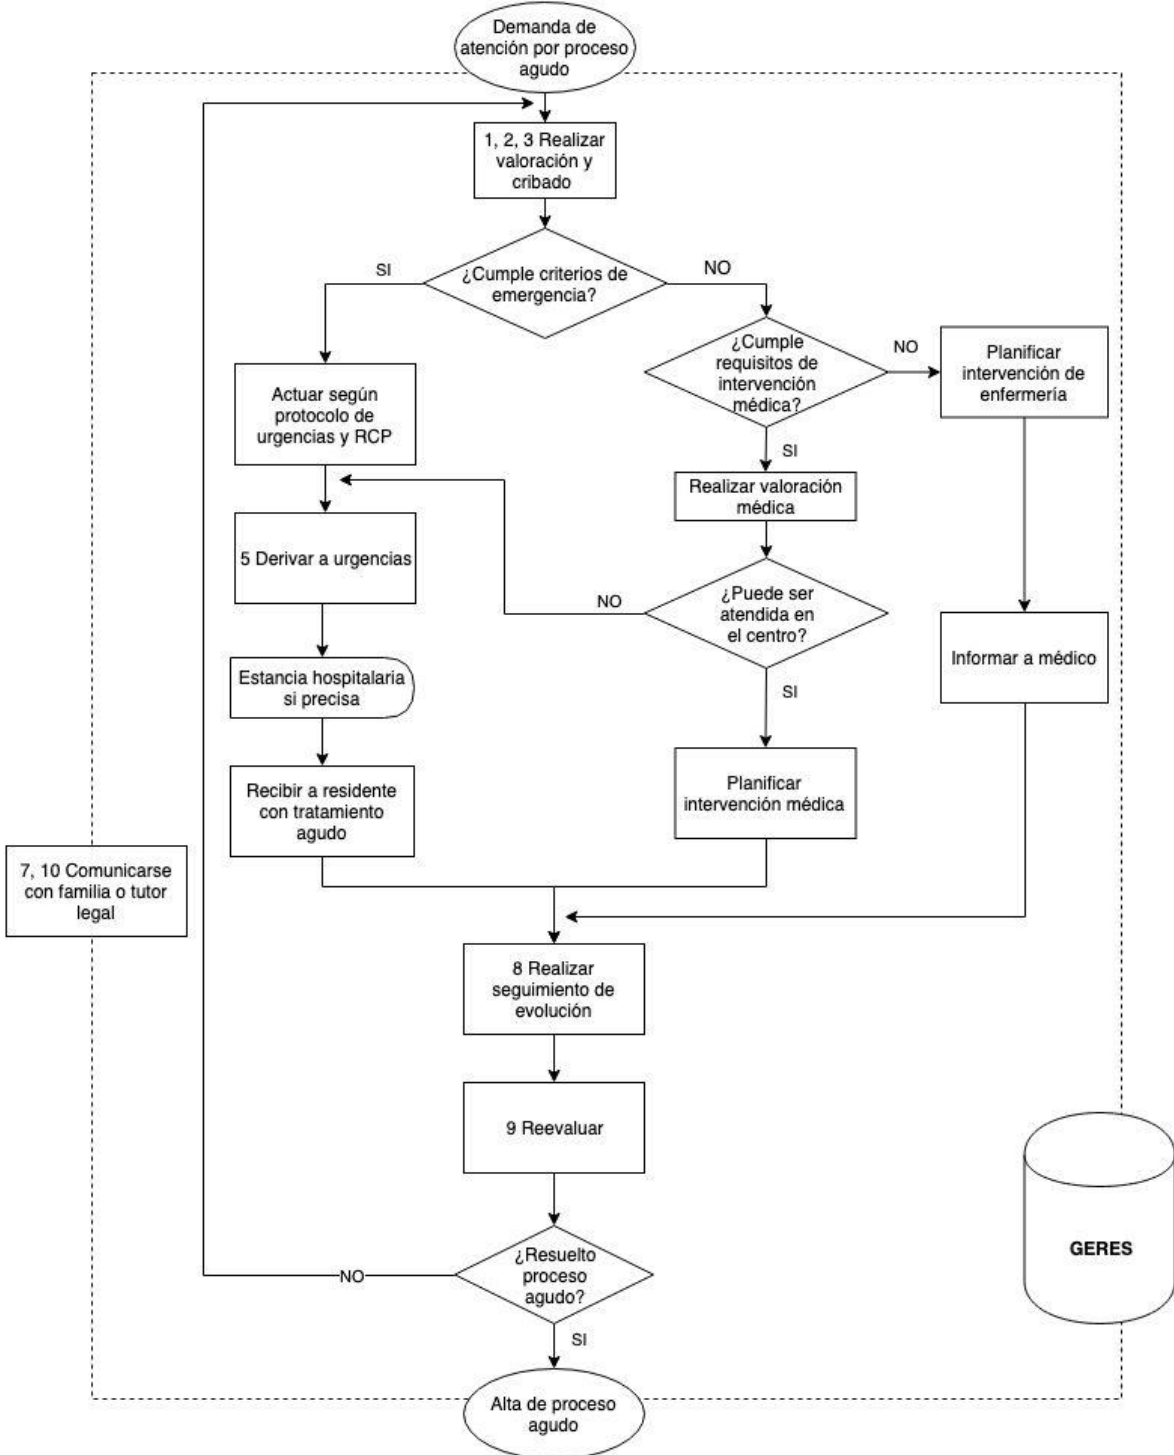 Demanda de
atención por proceso
agudo
1, 2, 3 Realizar
valoración y
cribado
¿Cumple criterios de
emergencia?
SI
NO
¿Cumple
requisitos de
intervención
médica?
NO
Planificar
intervención de
enfermería
Actuar según
protocolo de
urgencias y RCP
SI
Realizar valoración
médica
5 Derivar a urgencias
¿Puede ser
atendida en
el centro?
NO
SI
Informar a médico
Estancia hospitalaria
si precisa
Recibir a residente
con tratamiento
agudo
Planificar
intervención médica
7, 10 Comunicarse
con familia o tutor
legal
8 Realizar
seguimiento de
evolución
9 Reevaluar
GERES
¿Resuelto
proceso
agudo?
NO
SI
Alta de proceso
agudo